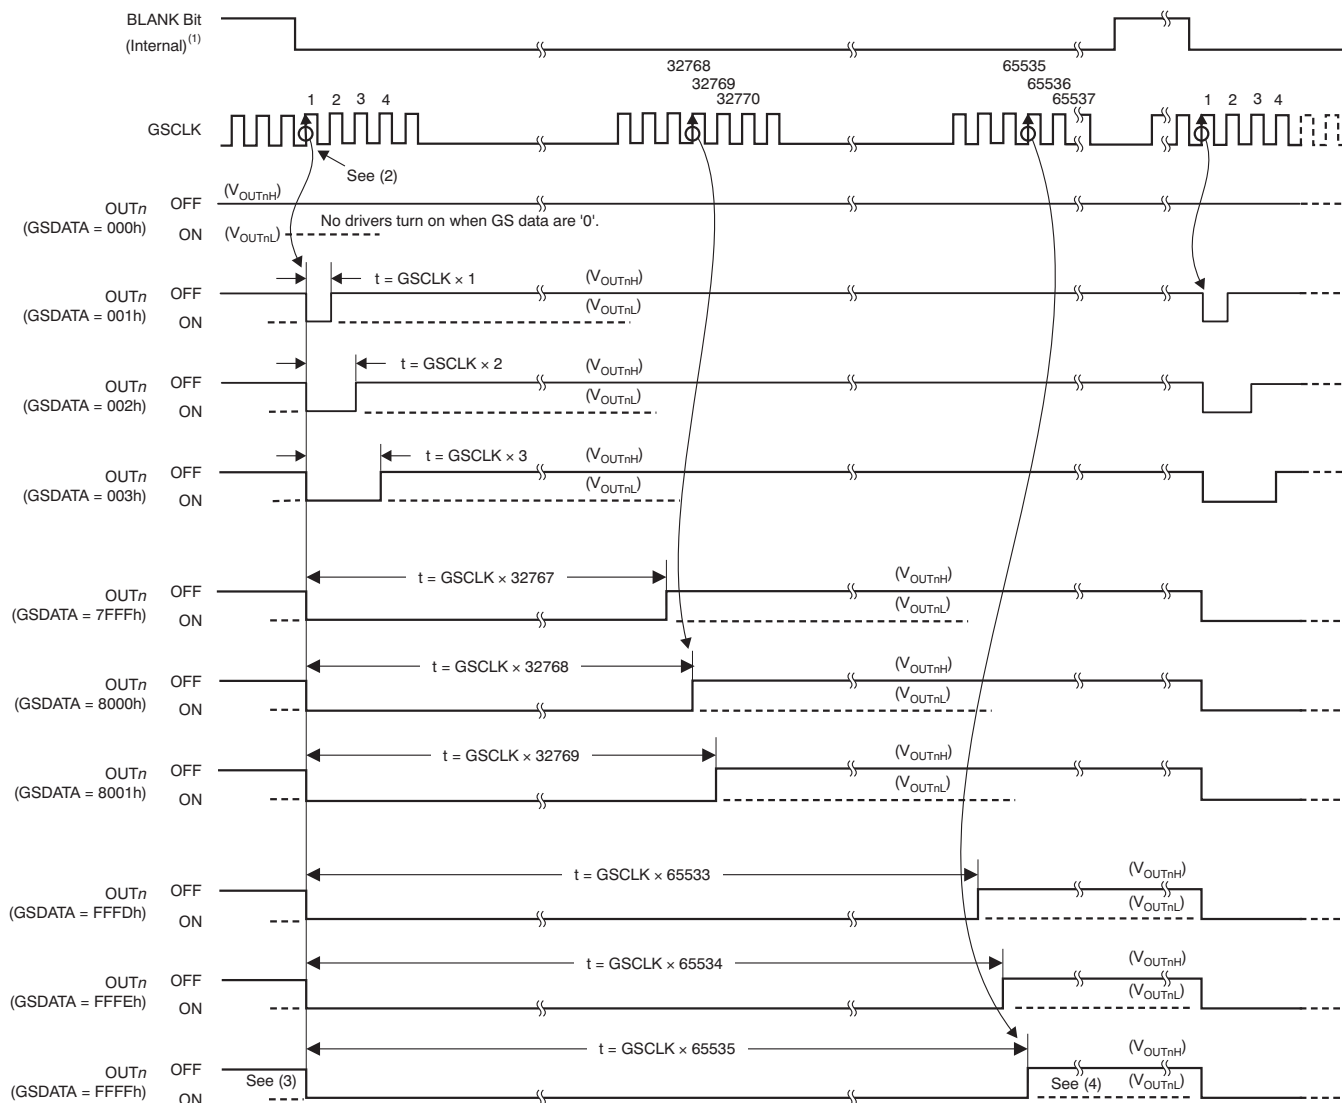 BLANK Bit
(Internal)(1)
32768
32769
32770
65535
65536
65537
1 2 3 4
1 2 3 4
GSCLK
See (2)
OUTn
(GSDATA = 000h)
OFF
(VOUTnH)
No drivers turn on when GS data are '0'.
ON
(VOUTnL)
OUTn
(GSDATA = 001h)
OFF
ON
t = GSCLK × 1
(VOUTnH)
(VOUTnL)
OUTn
(GSDATA = 002h)
OFF
ON
t = GSCLK × 2
(VOUTnH)
(VOUTnL)
OUTn
(GSDATA = 003h)
OFF
ON
t = GSCLK × 3
(VOUTnH)
(VOUTnL)
OUTn
(GSDATA = 7FFFh)
OFF
ON
t = GSCLK × 32767
(VOUTnH)
(VOUTnL)
OUTn
(GSDATA = 8000h)
OFF
ON
t = GSCLK × 32768
(VOUTnH)
(VOUTnL)
OUTn
(GSDATA = 8001h)
OFF
ON
t = GSCLK × 32769
(VOUTnH)
(VOUTnL)
OUTn
(GSDATA = FFFDh)
OFF
ON
t = GSCLK × 65533
(VOUTnH)
(VOUTnL)
OUTn
(GSDATA = FFFEh)
OFF
ON
t = GSCLK × 65534
(VOUTnH)
(VOUTnL)
OUTn
(GSDATA = FFFFh)
OFF
ON
See (3)
t = GSCLK × 65535
See (4)
(VOUTnH)
(VOUTnL)